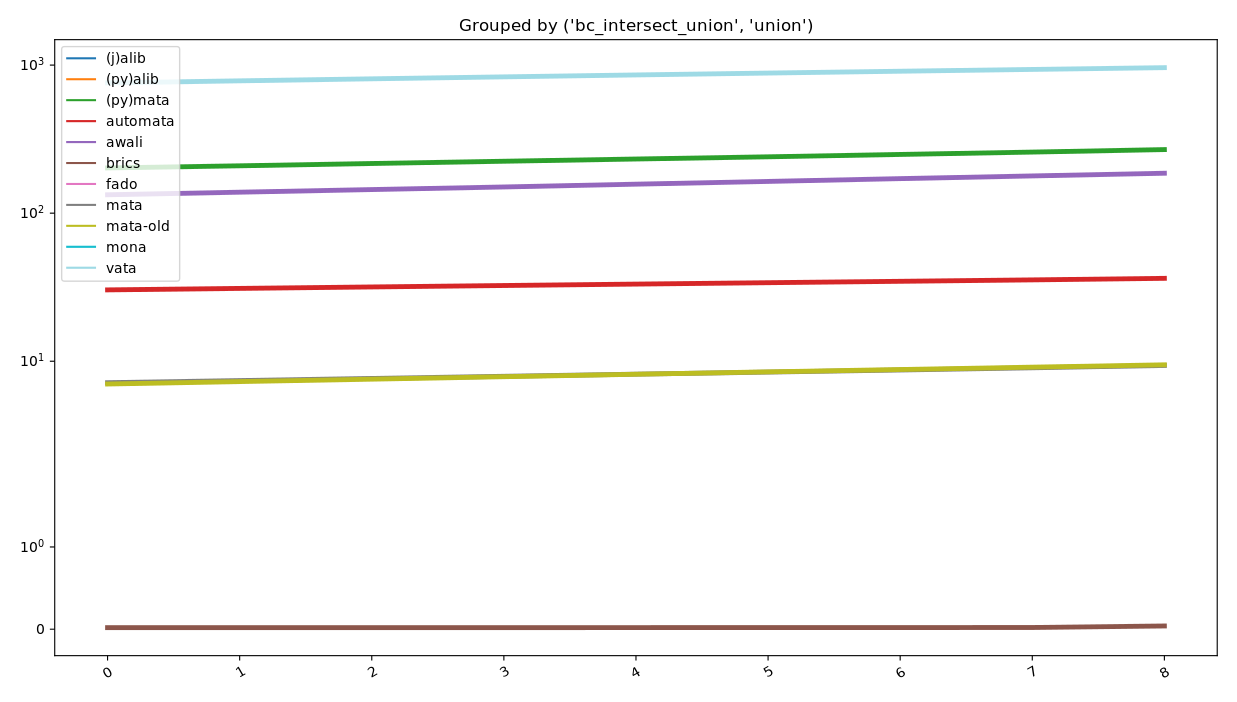 Grouped by ('bc_intersect_union', 'union')
10³
10²
10¹
10⁰
0
(j)alib
(py)alib
(py)mata
automata
awali
brics
fado
mata
mata-old
mona
vata
0 1 2 3 4 5 6 7 8